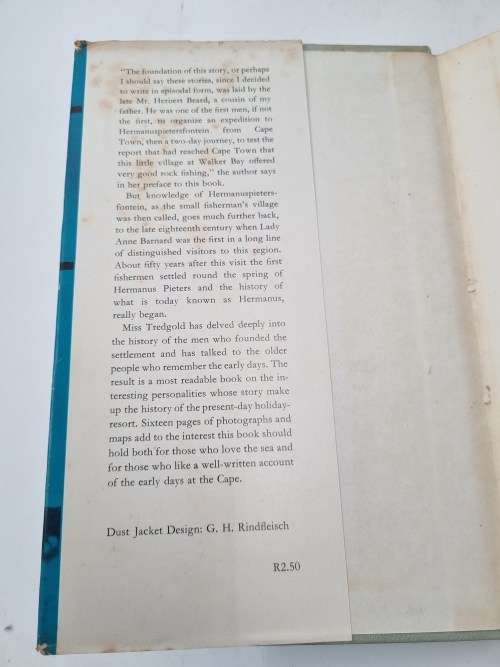 "The foundation of this story, or perhaps
I should say these stories, since I decided
to write in episodal form, was laid by the
late Mr. Herbert Beard, a cousin of my
father. He was one of the first men, if not
the first, to organize an expedition to
Hermanuspietersfontein from Cape
Town, then a two-day journey, to test the
report that had reached Cape Town that
this little village at Walker Bay offered
very good rock fishing," the author says
in her preface to this book.
But knowledge of Hermanuspieters-
fontein, as the small fisherman's village
was then called, goes much further back,
to the late eighteenth century when Lady
Anne Barnard was the first in a long line
of distinguished visitors to this region.
About fifty years after this visit the first
fishermen settled round the spring of
Hermanus Pieters and the history of
what is today known as Hermanus,
really began.
Miss Tredgold has delved deeply into
the history of the men who founded the
settlement and has talked to the older
people who remember the early days. The
result is a most readable book on the in-
teresting personalities whose story make
up the history of the present-day holiday-
resort. Sixteen pages of photographs and
maps add to the interest this book should
hold both for those who love the sea and
for those who like a well-written account
of the early days at the Cape.
Dust Jacket Design: G. H. Rindfleisch
R2.50